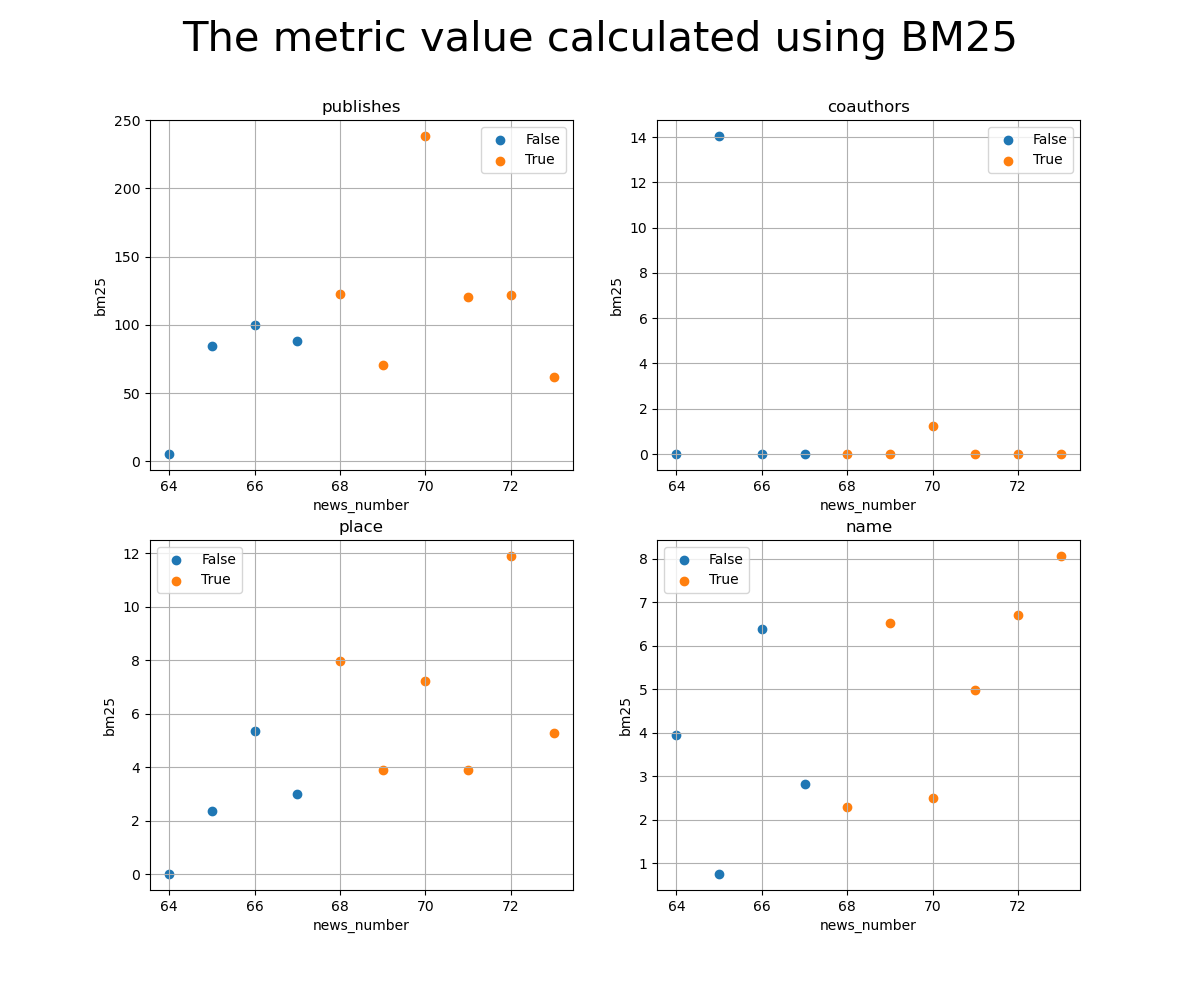 The metric value calculated using BM25
publishes
250
200
150
100
50
0
bm25
64 66 68 70 72
news_number
False
True
coauthors
14
12
10
8
6
4
2
0
bm25
64 66 68 70 72
news_number
False
True
place
12
10
8
6
4
2
0
bm25
64 66 68 70 72
news_number
False
True
name
8
7
6
5
4
3
2
1
bm25
64 66 68 70 72
news_number
False
True